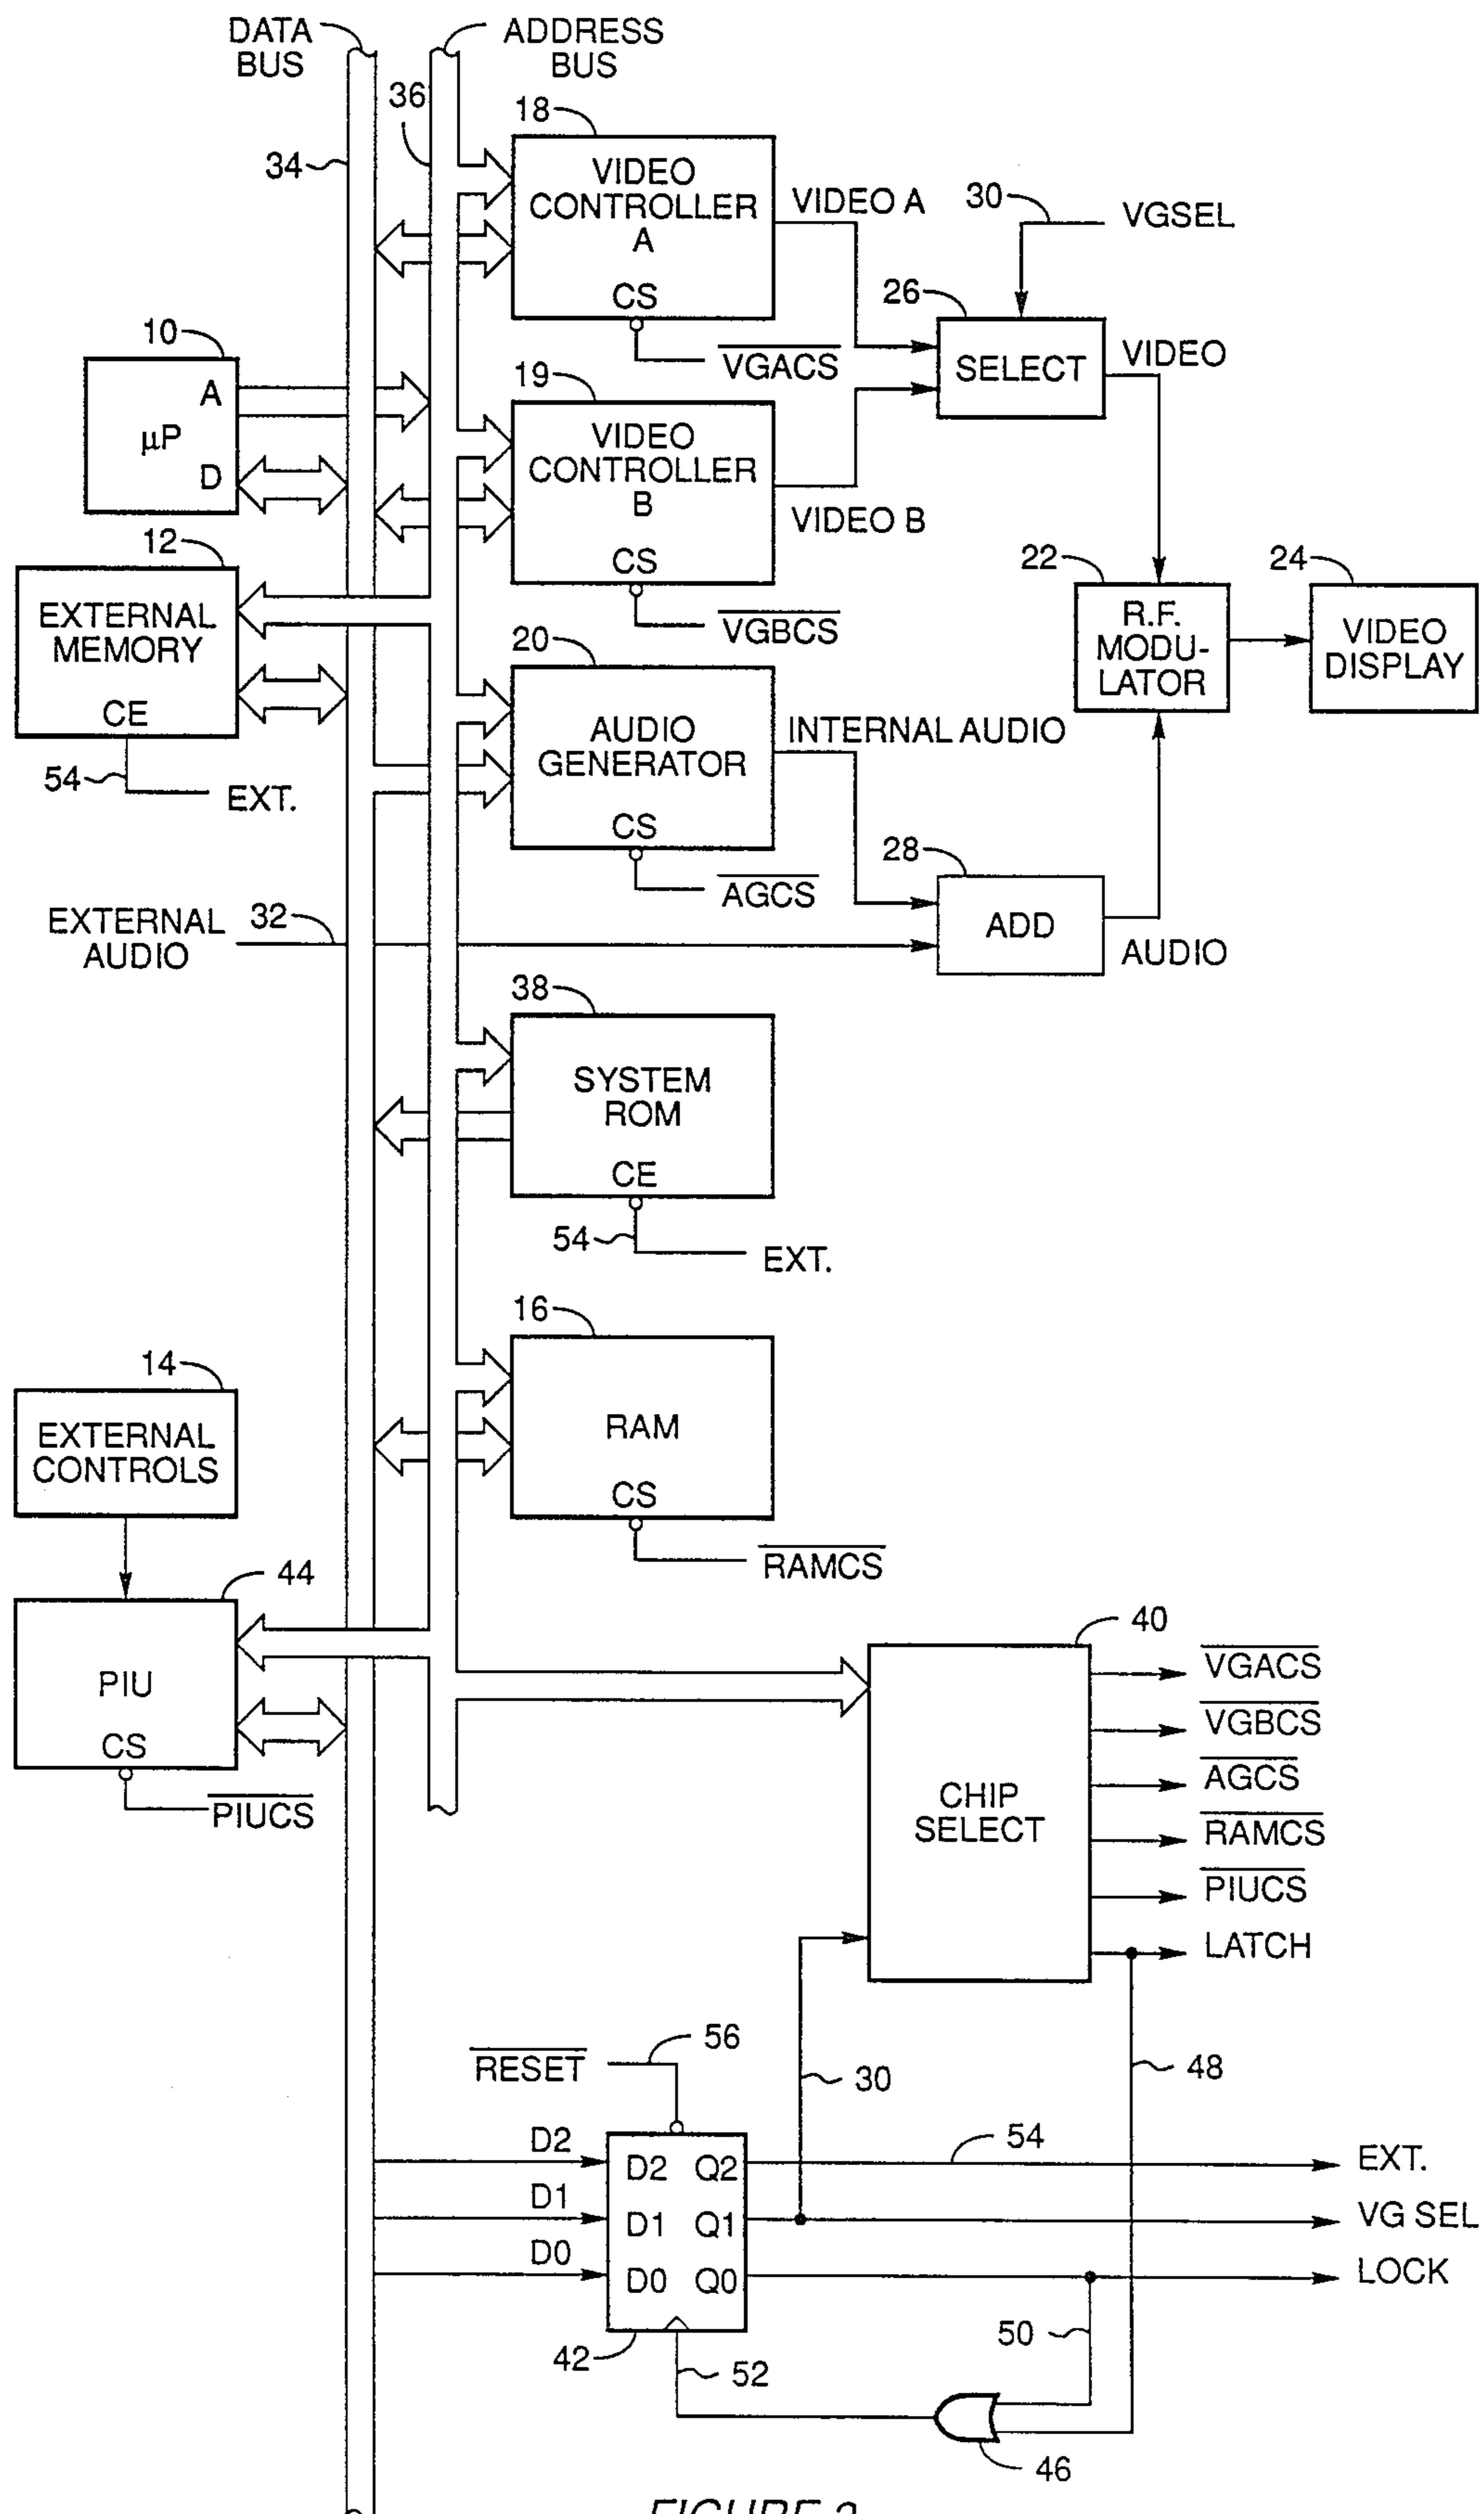 DATA
BUS
ADDRESS
BUS
36
34
18
VIDEO
CONTROLLER
A
CS
VGACS
VIDEO A
30
VGSEL
26
SELECT
VIDEO
10
A
µP
D
19
VIDEO
CONTROLLER
B
CS
VGBCS
VIDEO B
12
EXTERNAL
MEMORY
CE
54
EXT.
22
R.F.
MODU-
LATOR
24
VIDEO
DISPLAY
20
AUDIO
GENERATOR
CS
AGCS
INTERNAL AUDIO
28
ADD
AUDIO
EXTERNAL
AUDIO
32
38
SYSTEM
ROM
CE
54
EXT.
16
RAM
CS
RAMCS
14
EXTERNAL
CONTROLS
44
PIU
CS
PIUCS
40
CHIP
SELECT
VGACS
VGBCS
AGCS
RAMCS
PIUCS
LATCH
RESET
56
30
48
D2
D1
D0
D2 Q2
D1 Q1
D0 Q0
54
EXT.
VG SEL
LOCK
42
52
50
46